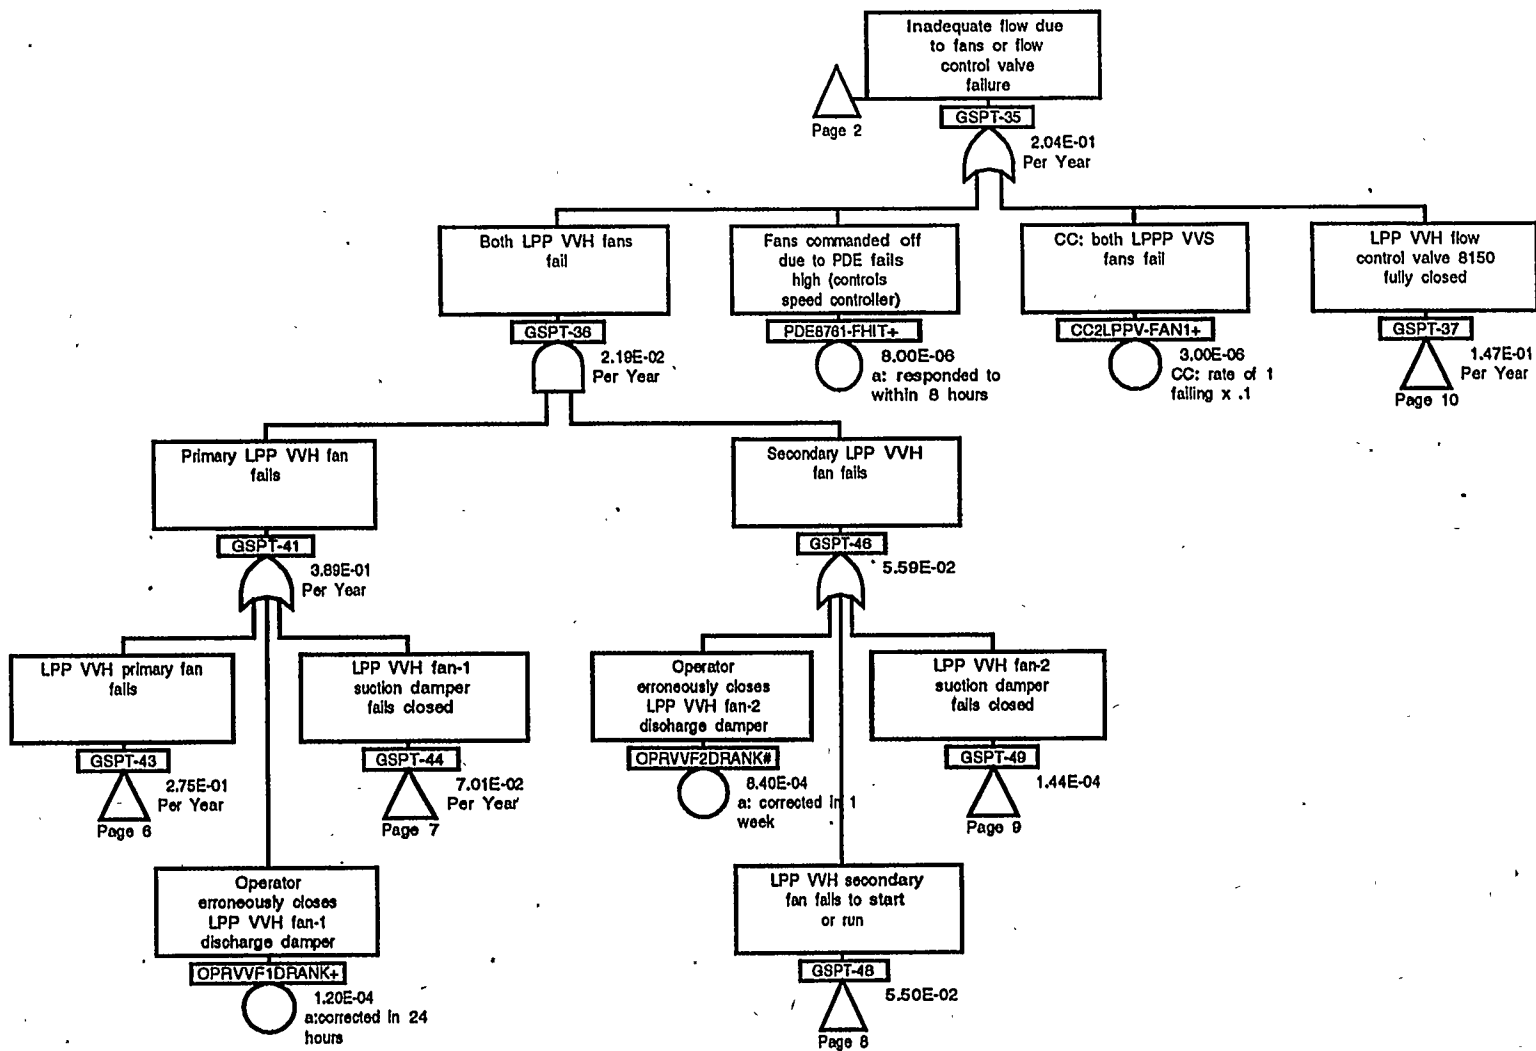 Inadequate flow due
to fans or flow
control valve
failure
Page 2
GSPT-35
2.04E-01
Per Year
Both LPP VVH fans
fail
GSPT-36
2.19E-02
Per Year
Fans commanded off
due to PDE fails
high (controls
speed controller)
PDE8761-FHIT+
8.00E-06
a: responded to
within 8 hours
CC: both LPPP VVS
fans fail
CC2LPPV-FAN1+
3.00E-06
CC: rate of 1
failing x .1
LPP VVH flow
control valve 8150
fully closed
GSPT-37
1.47E-01
Per Year
Page 10
Primary LPP VVH fan
fails
GSPT-41
3.89E-01
Per Year
Secondary LPP VVH
fan fails
GSPT-46
5.59E-02
LPP VVH primary fan
fails
GSPT-43
2.75E-01
Per Year
Page 6
LPP VVH fan-1
suction damper
fails closed
GSPT-44
7.01E-02
Per Year
Page 7
Operator
erroneously closes
LPP VVH fan-2
discharge damper
OPRVVF2DRANK#
8.40E-04
a: corrected in 1
week
LPP VVH fan-2
suction damper
fails closed
GSPT-49
1.44E-04
Page 9
Operator
erroneously closes
LPP VVH fan-1
discharge damper
OPRVVF1DRANK+
1.20E-04
a:corrected in 24
hours
LPP VVH secondary
fan fails to start
or run
GSPT-48
5.50E-02
Page 8